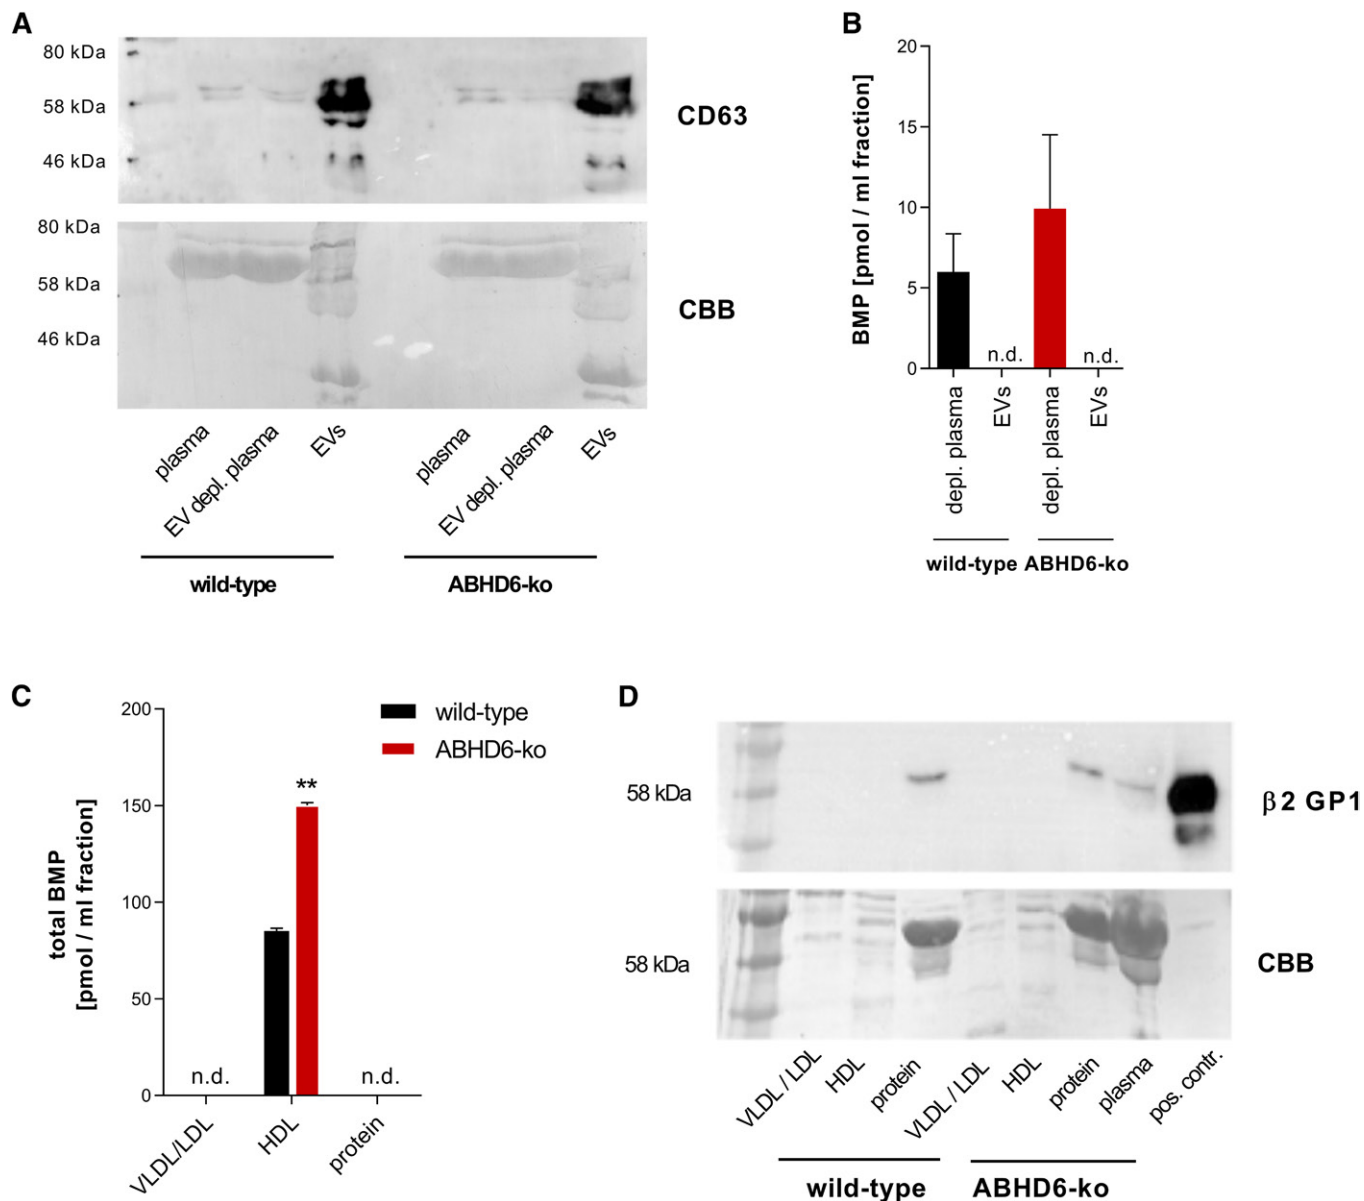 A
80 kDa
58 kDa
46 kDa
CD63
80 kDa
58 kDa
46 kDa
CBB
plasma
EV depl. plasma
EVs
plasma
EV depl. plasma
EVs
wild-type
ABHD6-ko
B
BMP [pmol / ml fraction]
20
15
10
5
0
n.d.
n.d.
depl. plasma
EVs
depl. plasma
EVs
wild-type
ABHD6-ko
C
wild-type
ABHD6-ko
total BMP
[pmol / ml fraction]
200
150
100
50
0
**
n.d.
n.d.
VLDL/LDL
HDL
protein
D
58 kDa
β2 GP1
58 kDa
CBB
VLDL / LDL
HDL
protein
VLDL / LDL
HDL
protein
plasma
pos. contr.
wild-type
ABHD6-ko